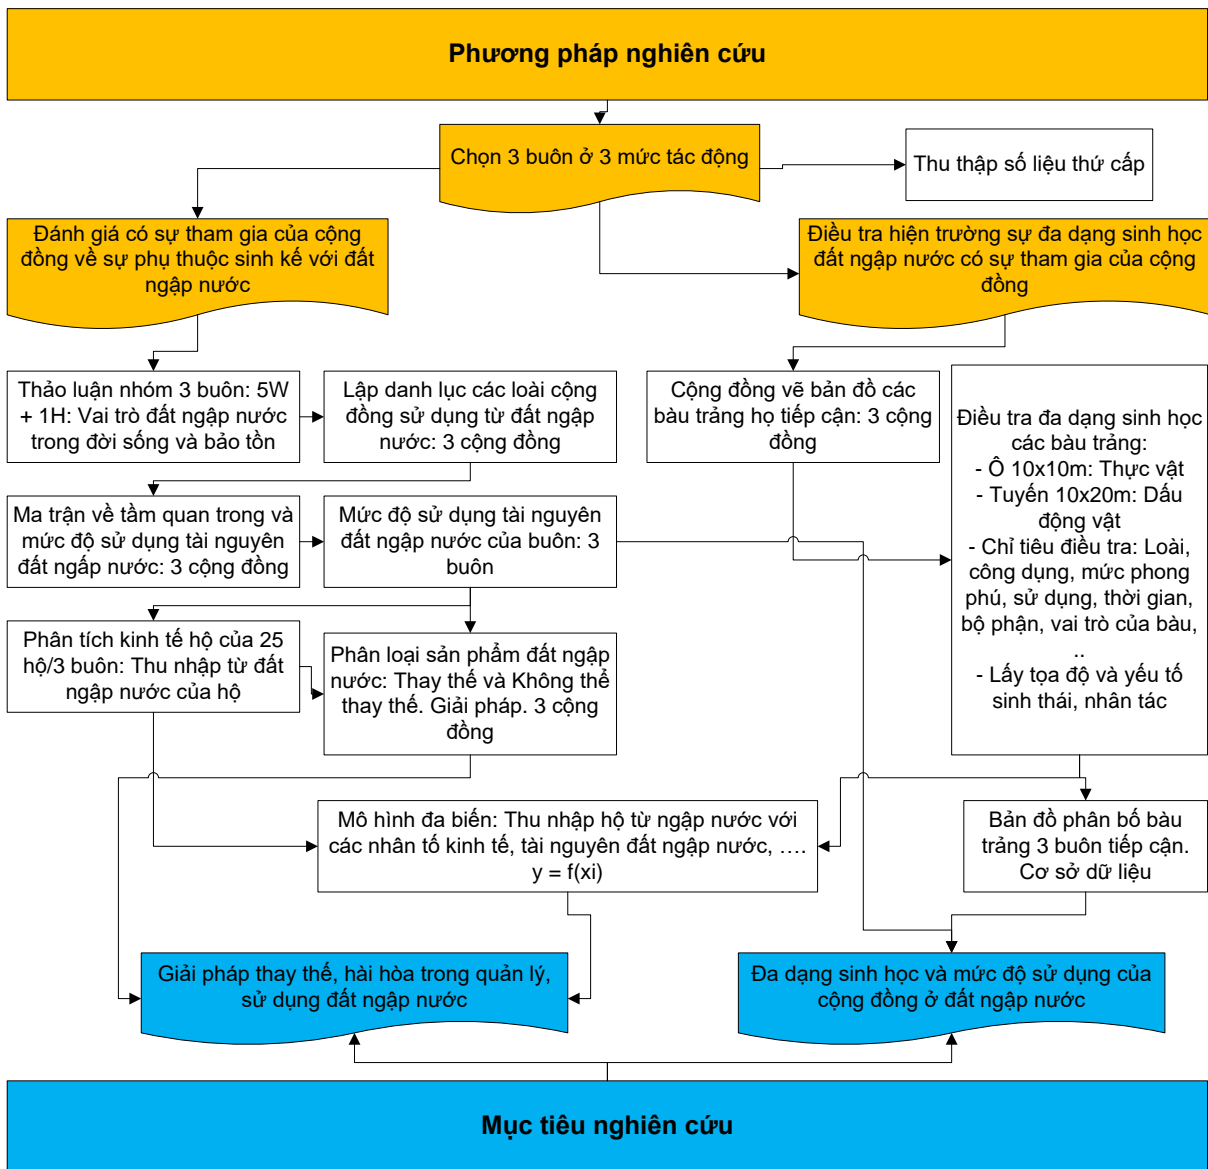 Phương pháp nghiên cứu
Chọn 3 buôn ở 3 mức tác động
Thu thập số liệu thứ cấp
Đánh giá có sự tham gia của cộng
đồng về sự phụ thuộc sinh kế với đất
ngập nước
Điều tra hiện trường sự đa dạng sinh học
đất ngập nước có sự tham gia của cộng
đồng
Thảo luận nhóm 3 buôn: 5W
+ 1H: Vai trò đất ngập nước
trong đời sống và bảo tồn
Lập danh lục các loài cộng
đồng sử dụng từ đất ngập
nước: 3 cộng đồng
Cộng đồng vẽ bản đồ các
bàu trảng họ tiếp cận: 3 cộng
đồng
Điều tra đa dạng sinh học
các bàu trảng:
- Ô 10x10m: Thực vật
- Tuyến 10x20m: Dấu
động vật
- Chỉ tiêu điều tra: Loài,
công dụng, mức phong
phú, sử dụng, thời gian,
bộ phận, vai trò của bàu,
..
- Lấy tọa độ và yếu tố
sinh thái, nhân tác
Ma trận về tầm quan trong và
mức độ sử dụng tài nguyên
đất ngấp nước: 3 cộng đồng
Mức độ sử dụng tài nguyên
đất ngập nước của buôn: 3
buôn
Phân tích kinh tế hộ của 25
hộ/3 buôn: Thu nhập từ đất
ngập nước của hộ
Phân loại sản phẩm đất ngập
nước: Thay thế và Không thể
thay thế. Giải pháp. 3 cộng
đồng
Mô hình đa biến: Thu nhập hộ từ ngập nước với
các nhân tố kinh tế, tài nguyên đất ngập nước, ….
y = f(xi)
Bản đồ phân bố bàu
trảng 3 buôn tiếp cận.
Cơ sở dữ liệu
Giải pháp thay thế, hài hòa trong quản lý,
sử dụng đất ngập nước
Đa dạng sinh học và mức độ sử dụng của
cộng đồng ở đất ngập nước
Mục tiêu nghiên cứu